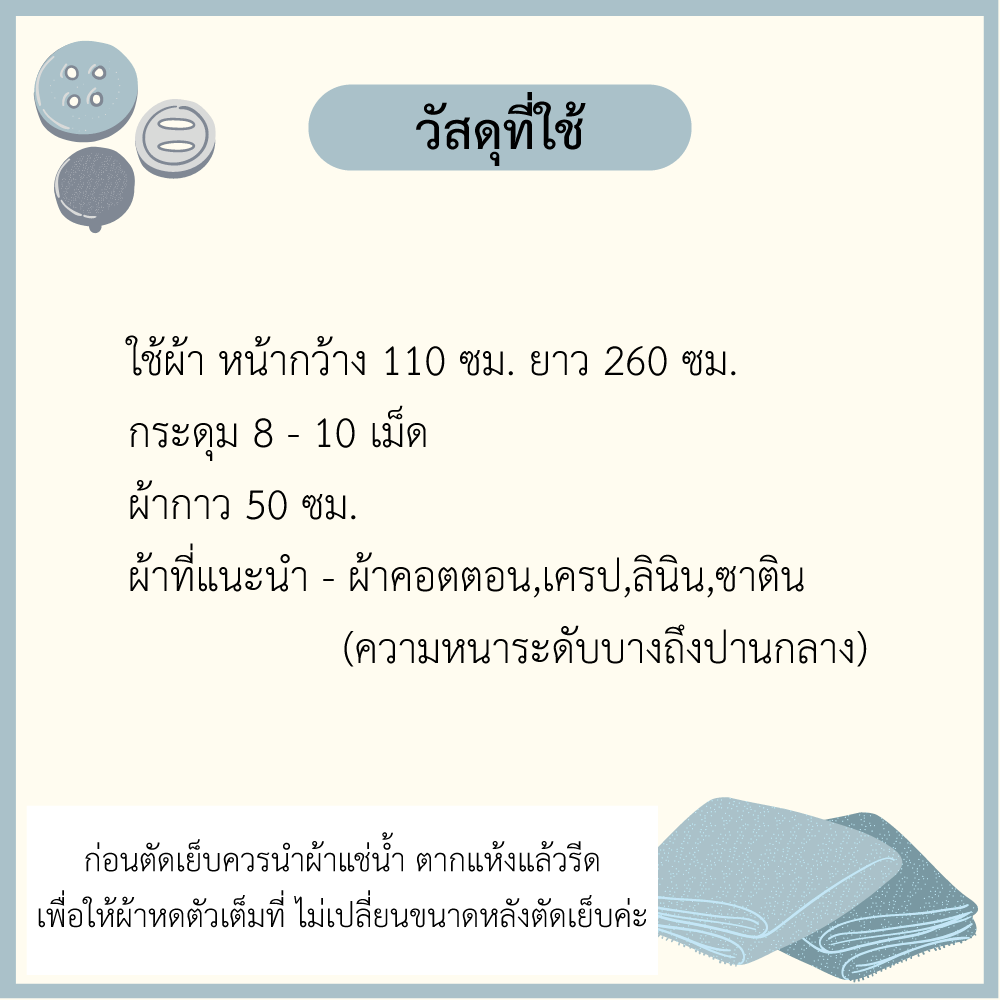 วัสดุที่ใช้
ใช้ผ้า หน้ากว้าง 110 ซม. ยาว 260 ซม.
กระดุม 8 - 10 เม็ด
ผ้ากาว 50 ซม.
ผ้าที่แนะนำ - ผ้าคอตตอน,เครป,ลินิน,ซาติน
(ความหนาระดับบางถึงปานกลาง)
ก่อนตัดเย็บควรนำผ้าแช่น้ำ ตากแห้งแล้วรีด
เพื่อให้ผ้าหดตัวเต็มที่ ไม่เปลี่ยนขนาดหลังตัดเย็บค่ะ